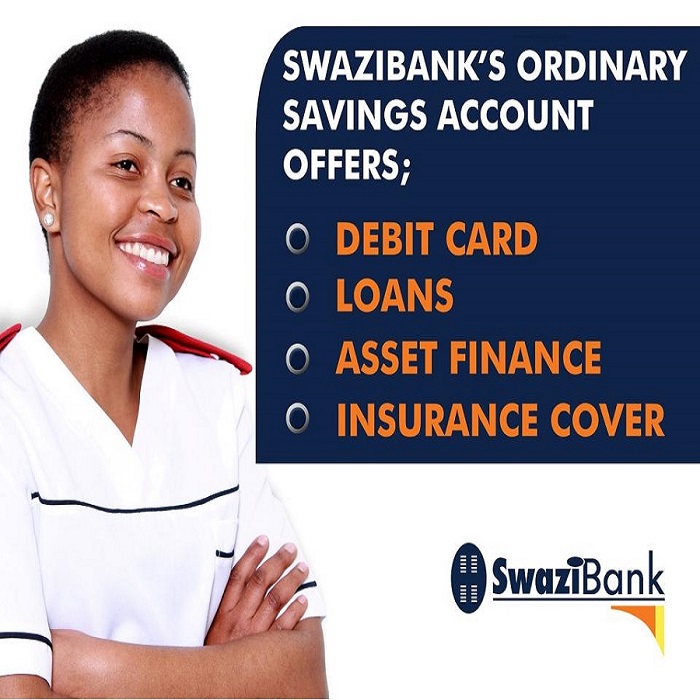 SWAZIBANK'S ORDINARY
SAVINGS ACCOUNT
OFFERS;
DEBIT CARD
LOANS
ASSET FINANCE
INSURANCE COVER
SwaziBank